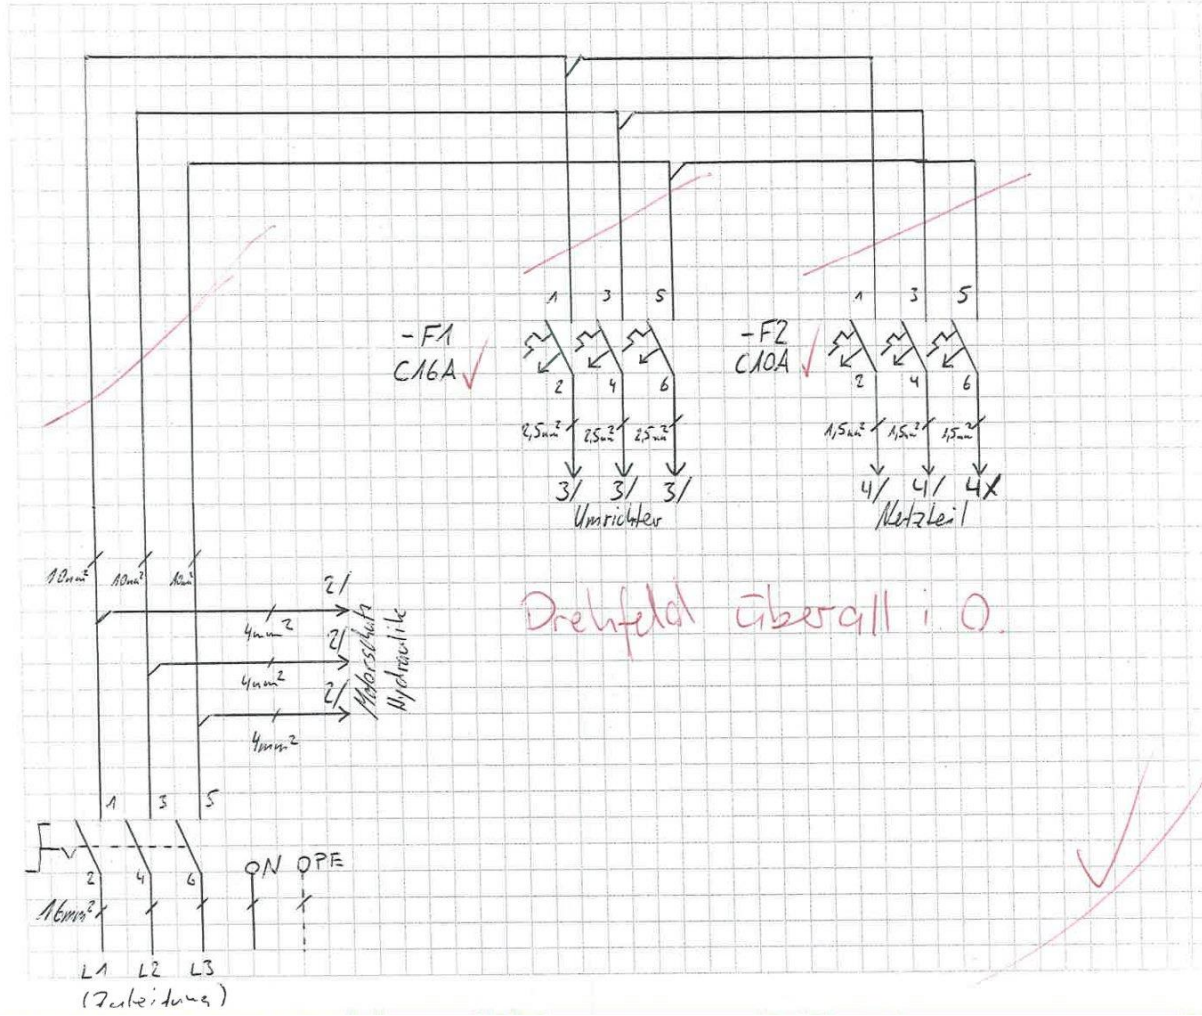 1 3 5 1 3 5
-F1 -F2
C16A C10A
2 4 6 2 4 6
2,5mm² 2,5mm² 2,5mm² 1,5mm² 1,5mm² 1,5mm²
3/ 3/ 3/ 4/ 4/ 4/
Umrichter Netzteil
10mm² 10mm² 10mm²
2/
4mm²
2/
4mm²
2/
4mm²
Motorschutz
Hydraulik
Drehfeld überall i.O.
1 3 5
2 4 6 N PE
16mm²
L1 L2 L3
(Zuleitung)